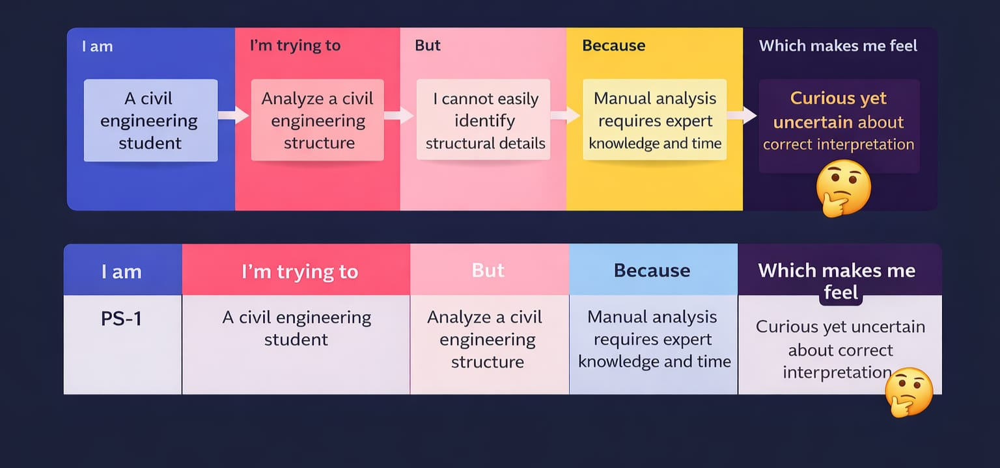 I am
I'm trying to
But
Because
Which makes me feel
A civil
engineering
student
Analyze a civil
engineering
structure
I cannot easily
identify
structural details
Manual analysis
requires expert
knowledge and time
Curious yet
uncertain about
correct interpretation
I am
I'm trying to
But
Because
Which makes me
feel
PS-1
A civil engineering
student
Analyze a civil
engineering
structure
Manual analysis
requires expert
knowledge and time
Curious yet uncertain
about correct
interpretation